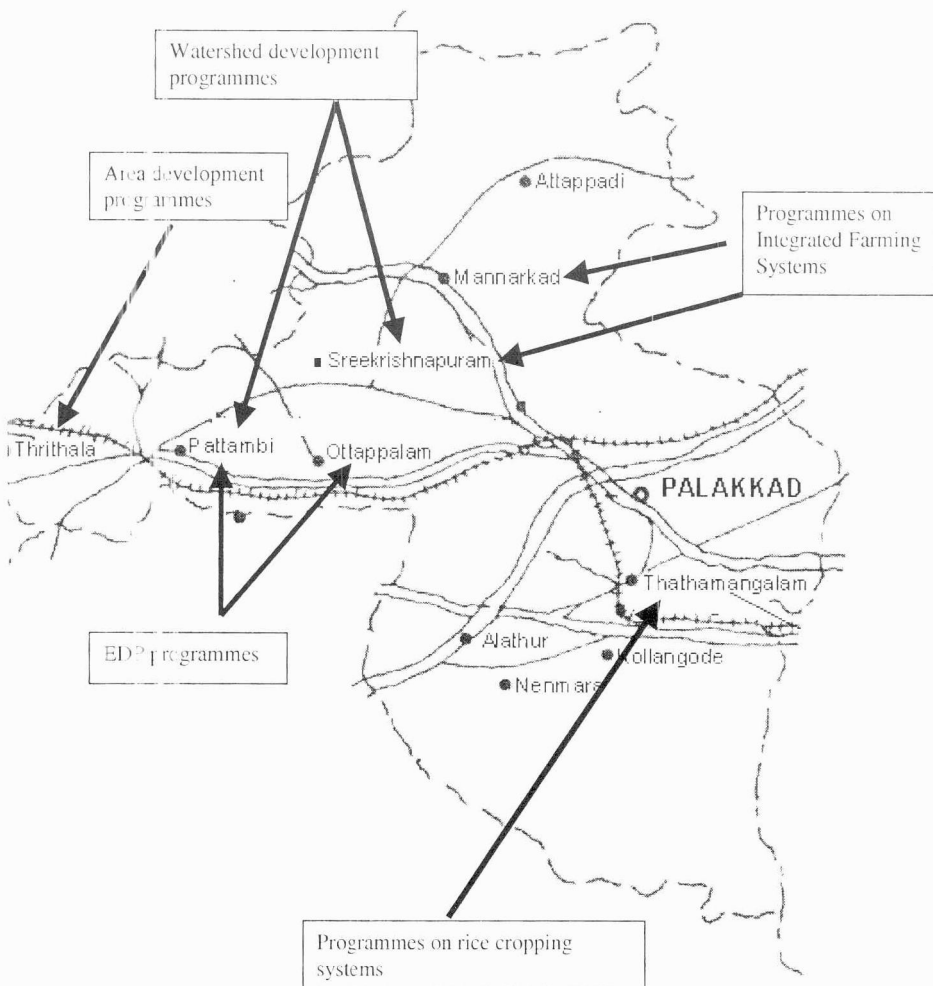 Watershed development
programmes
Area development
programmes
Attappadi
Programmes on
Integrated Farming
Systems
Mannarkad
Sreekrishnapuram
Thrithala
Pattambi
Ottappalam
PALAKKAD
Thathamangalam
EDP programmes
Alathur
Kollangode
Nenmara
Programmes on rice cropping
systems